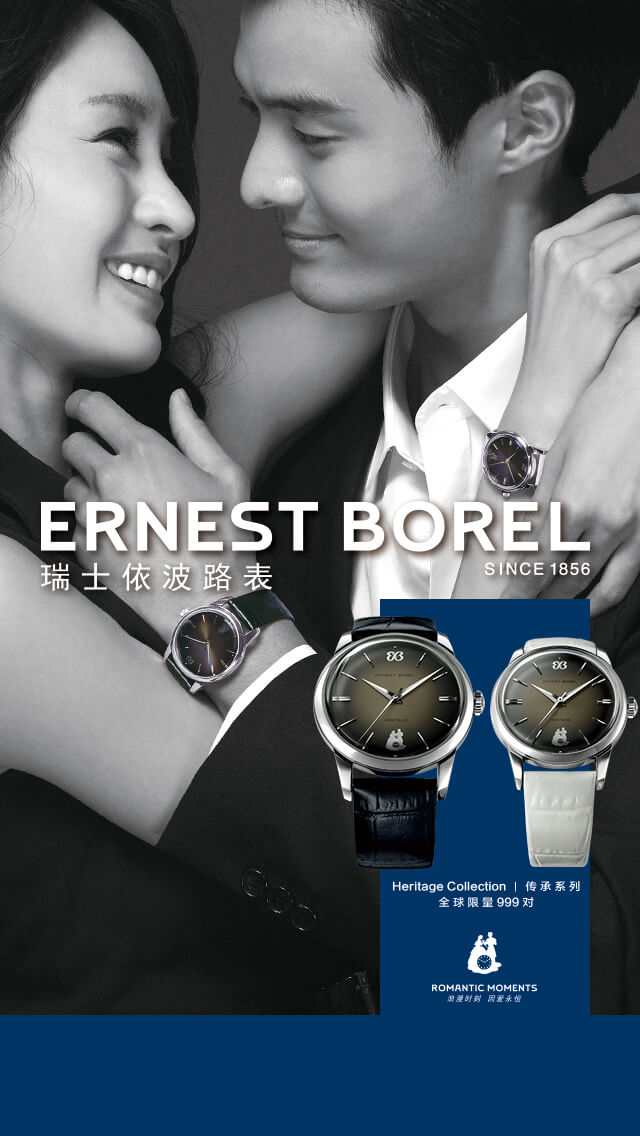 ERNEST BOREL
瑞士依波路表
SINCE 1856
ERNEST BOREL
HERITAGE
ERNEST BOREL
HERITAGE
Heritage Collection | 传承系列
全球限量999对
ROMANTIC MOMENTS
浪漫时刻 因爱永恒